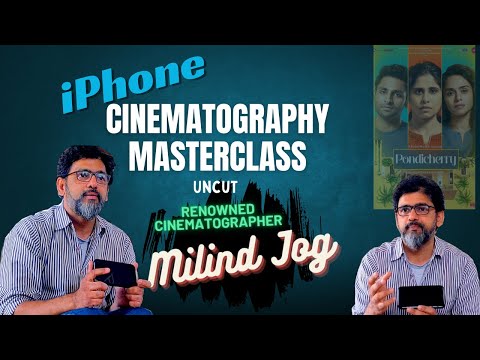 iPhone
CINEMATOGRAPHY
MASTERCLASS
UNCUT
RENOWNED
CINEMATOGRAPHER
Milind Jog
Pondicherry